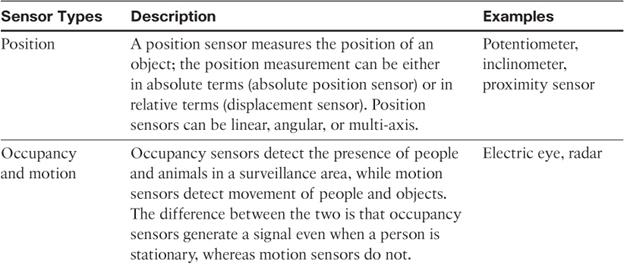 Sensor Types Description Examples
Position A position sensor measures the position of an Potentiometer,
object; the position measurement can be either inclinometer,
in absolute terms (absolute position sensor) or in proximity sensor
relative terms (displacement sensor). Position
sensors can be linear, angular, or multi-axis.
Occupancy Occupancy sensors detect the presence of people Electric eye, radar
and motion and animals in a surveillance area, while motion
sensors detect movement of people and objects.
The difference between the two is that occupancy
sensors generate a signal even when a person is
stationary, whereas motion sensors do not.